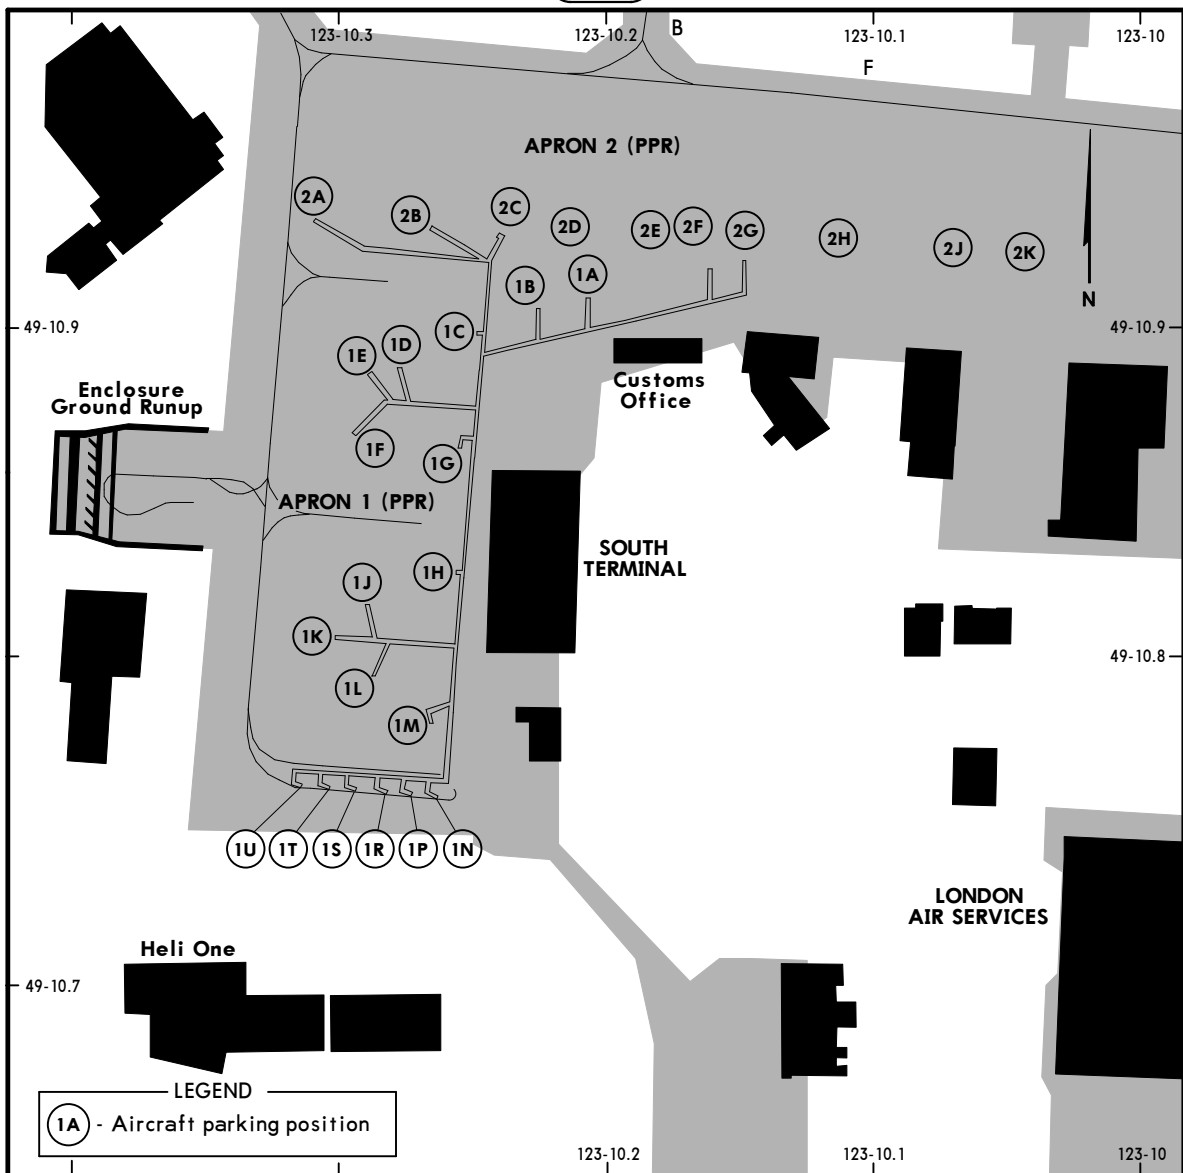 123-10.3
123-10.2
B
123-10.1
123-10
F
APRON 2 (PPR)
2A
2B
2C
2D
2E
2F
2G
2H
2J
2K
1A
1B
N
49-10.9
49-10.9
1C
1D
1E
Enclosure
Ground Runup
Customs
Office
1F
1G
APRON 1 (PPR)
SOUTH
TERMINAL
1H
1J
1K
49-10.8
1L
1M
1U
1T
1S
1R
1P
1N
LONDON
AIR SERVICES
Heli One
49-10.7
LEGEND
1A - Aircraft parking position
123-10.2
123-10.1
123-10